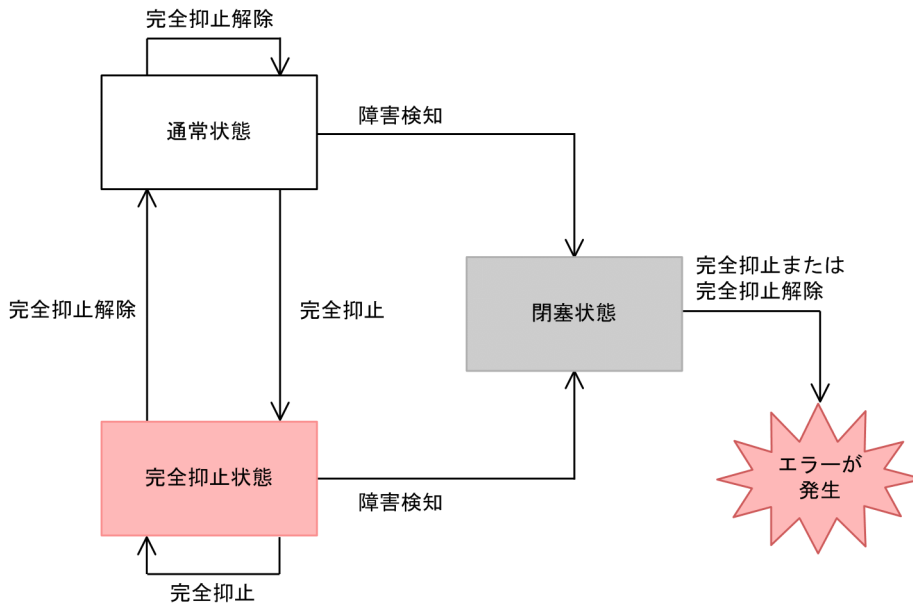 完全抑止解除
通常状態
障害検知
完全抑止または
完全抑止解除
完全抑止解除
完全抑止
閉塞状態
エラーが
発生
完全抑止状態
障害検知
完全抑止